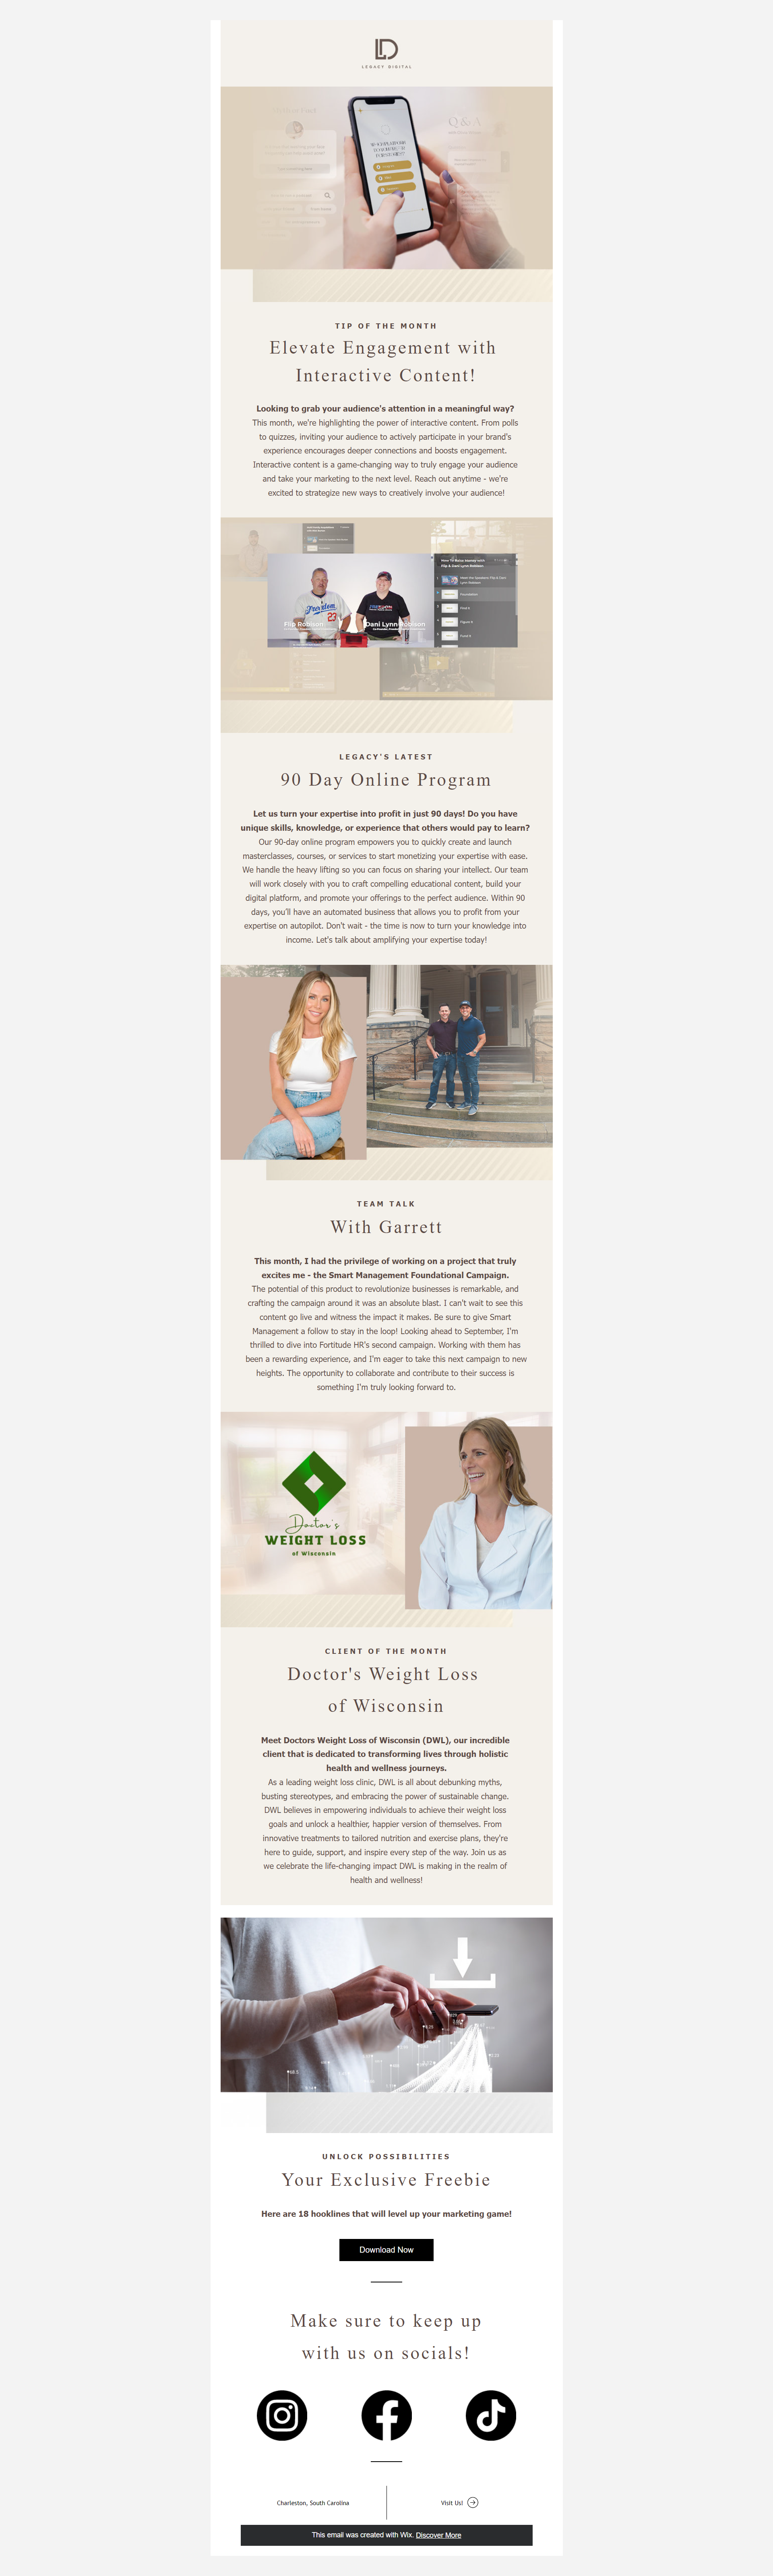 LEGACY DIGITAL
Q & A
TIP OF THE MONTH
Elevate Engagement with
Interactive Content!
Looking to grab your audience's attention in a meaningful way?
This month, we're highlighting the power of interactive content. From polls
to quizzes, inviting your audience to actively participate in your brand's
experience encourages deeper connections and boosts engagement.
Interactive content is a game-changing way to truly engage your audience
and take your marketing to the next level. Reach out anytime - we're
excited to strategize new ways to creatively involve your audience!
Flip Robison
Dani Lynn Robison
Flip & Dani Lynn Robison
Foundation
LEGACY'S LATEST
90 Day Online Program
Let us turn your expertise into profit in just 90 days! Do you have
unique skills, knowledge, or experience that others would pay to learn?
Our 90-day online program empowers you to quickly create and launch
masterclasses, courses, or services to start monetizing your expertise with ease.
We handle the heavy lifting so you can focus on sharing your intellect. Our team
will work closely with you to craft compelling educational content, build your
digital platform, and promote your offerings to the perfect audience. Within 90
days, you'll have an automated business that allows you to profit from your
expertise on autopilot. Don't wait - the time is now to turn your knowledge into
income. Let's talk about amplifying your expertise today!
TEAM TALK
With Garrett
This month, I had the privilege of working on a project that truly
excites me - the Smart Management Foundational Campaign.
The potential of this product to revolutionize businesses is remarkable, and
crafting the campaign around it was an absolute blast. I can't wait to see this
content go live and witness the impact it makes. Be sure to give Smart
Management a follow to stay in the loop! Looking ahead to September, I'm
thrilled to dive into Fortitude HR's second campaign. Working with them has
been a rewarding experience, and I'm eager to take this next campaign to new
heights. The opportunity to collaborate and contribute to their success is
something I'm truly looking forward to.
Doctor's
WEIGHT LOSS
of Wisconsin
CLIENT OF THE MONTH
Doctor's Weight Loss
of Wisconsin
Meet Doctors Weight Loss of Wisconsin (DWL), our incredible
client that is dedicated to transforming lives through holistic
health and wellness journeys.
As a leading weight loss clinic, DWL is all about debunking myths,
busting stereotypes, and embracing the power of sustainable change.
DWL believes in empowering individuals to achieve their weight loss
goals and unlock a healthier, happier version of themselves. From
innovative treatments to tailored nutrition and exercise plans, they're
here to guide, support, and inspire every step of the way. Join us as
we celebrate the life-changing impact DWL is making in the realm of
health and wellness!
UNLOCK POSSIBILITIES
Your Exclusive Freebie
Here are 18 hooklines that will level up your marketing game!
Download Now
Make sure to keep up
with us on socials!
Charleston, South Carolina
Visit Us!
This email was created with Wix. Discover More